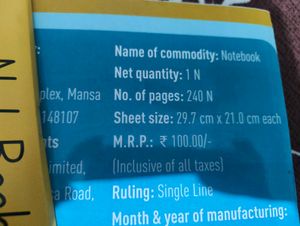 Name of commodity: Notebook
Net quantity: 1 N
plex, Mansa No. of pages: 240 N
148107 Sheet size: 29.7 cm x 21.0 cm each
nts M.R.P.: ₹ 100.00/-
imited, (Inclusive of all taxes)
sa Road, Ruling: Single Line
Month & year of manufacturing: